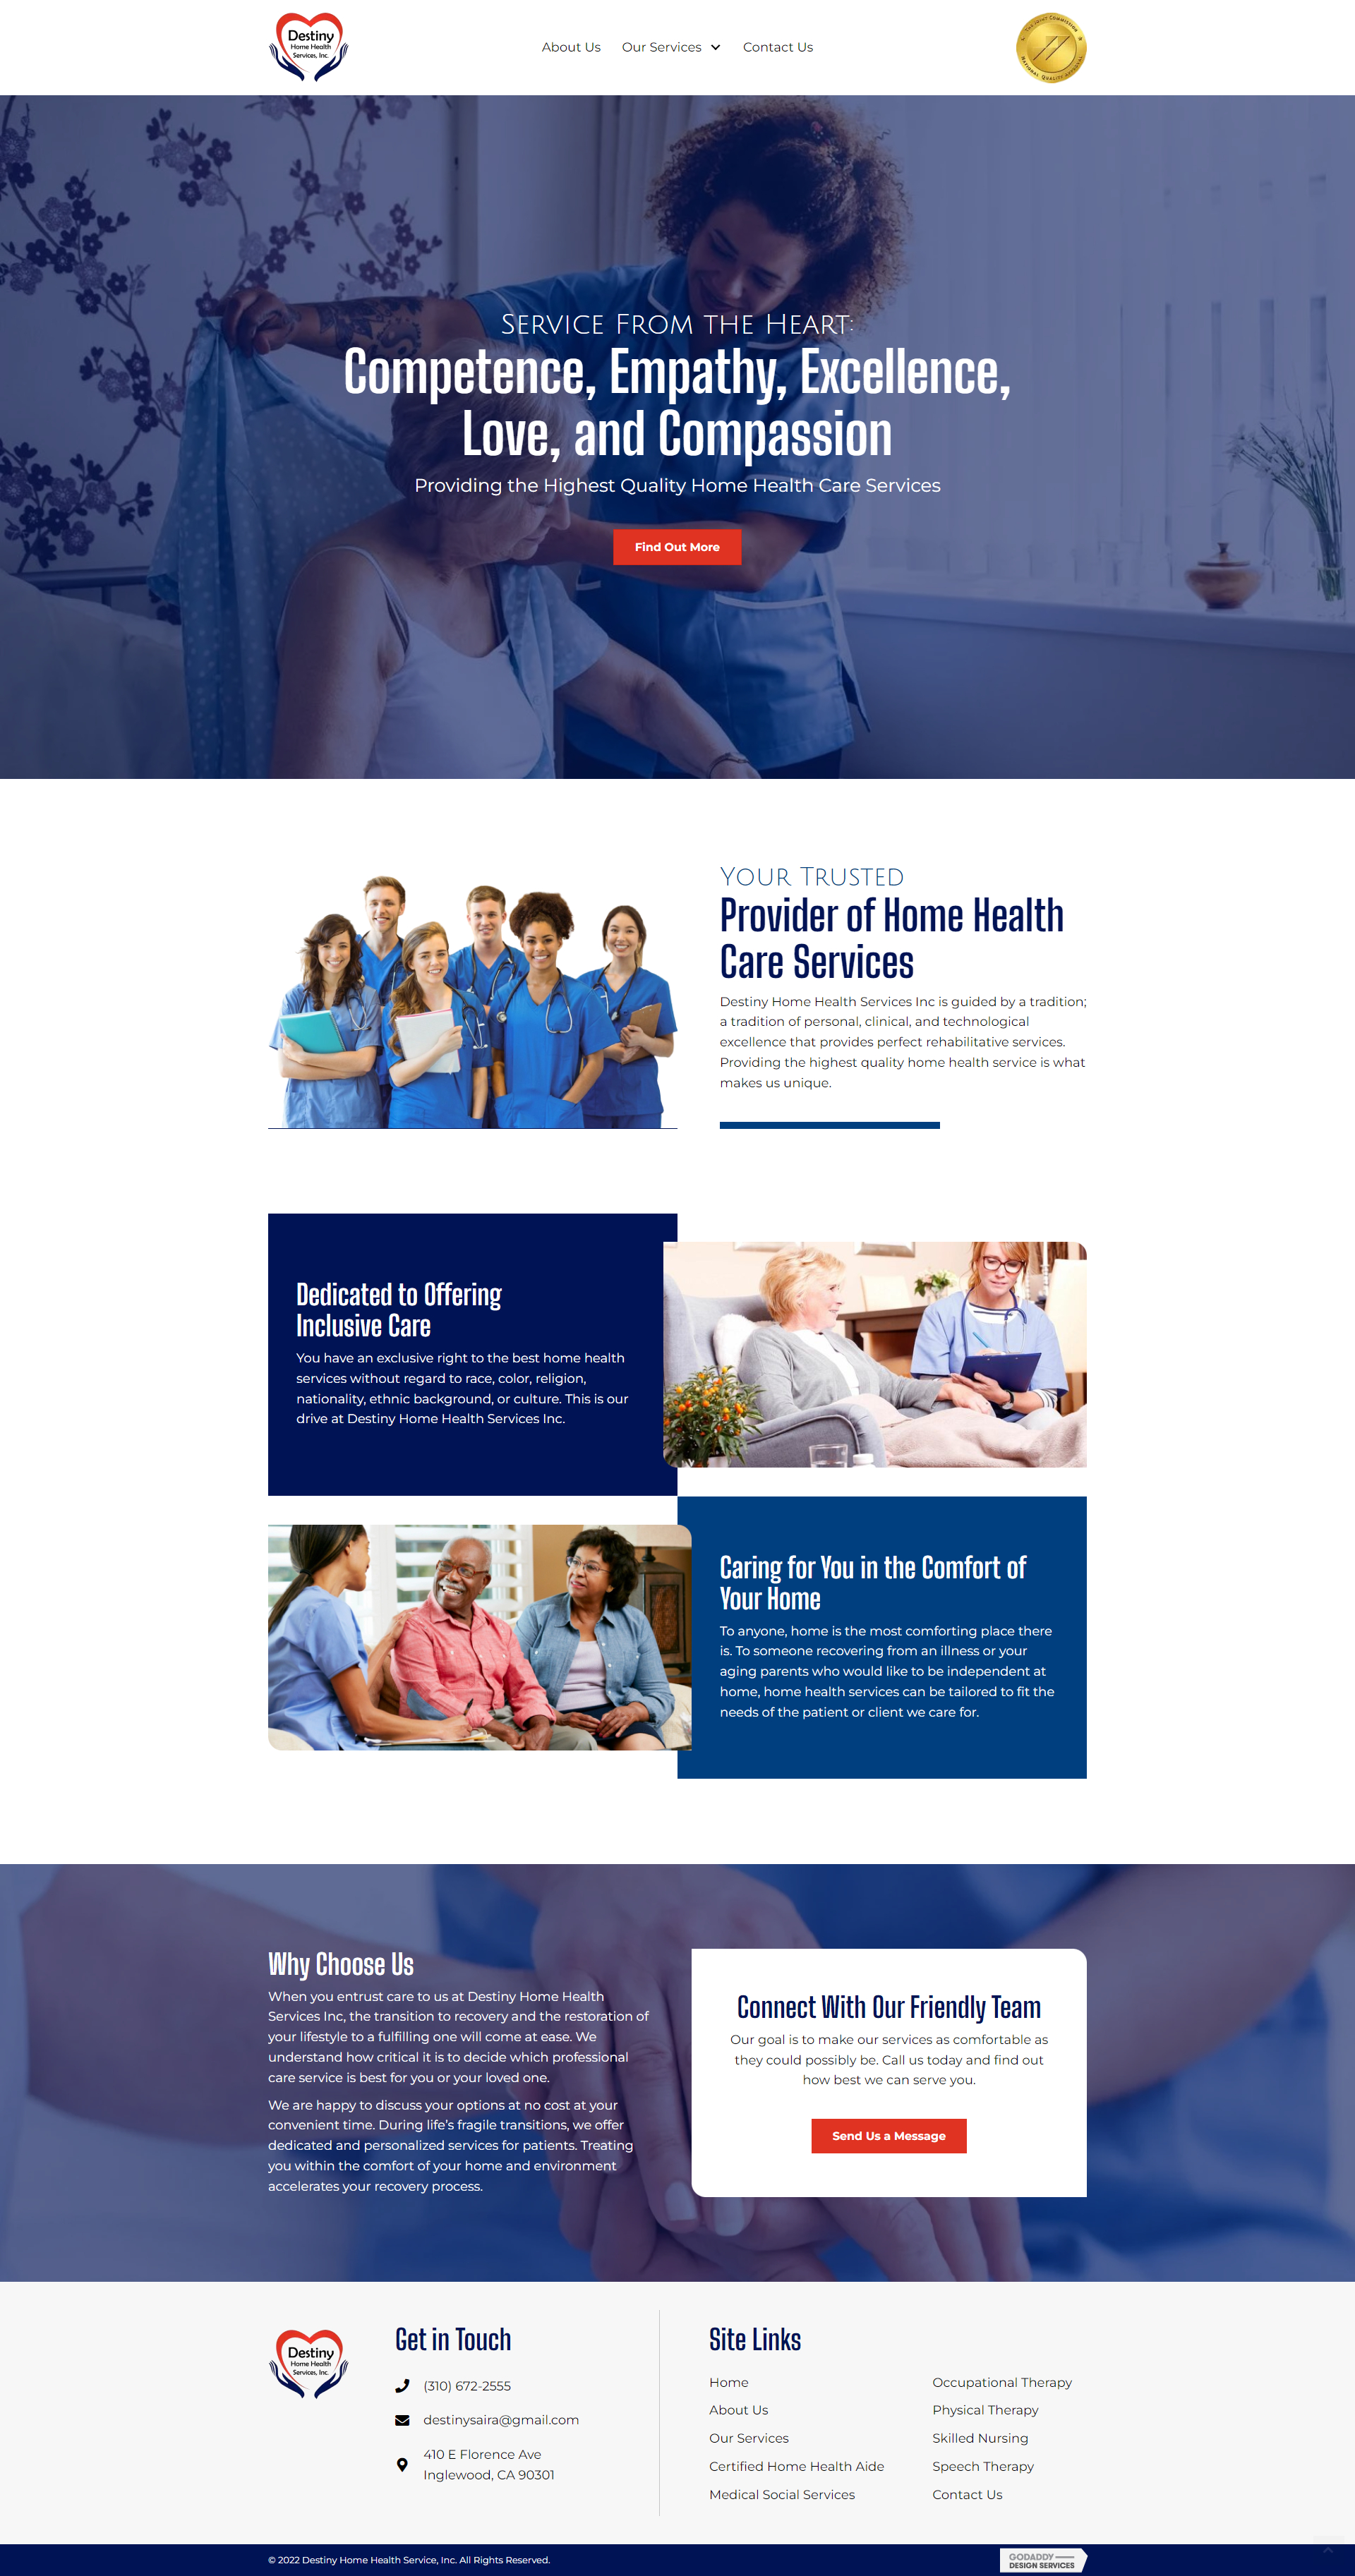 Destiny
Home Health
Services, Inc.
About Us
Our Services
Contact Us
THE JOINT COMMISSION
NATIONAL QUALITY APPROVAL
Service From the Heart:
Competence, Empathy, Excellence,
Love, and Compassion
Providing the Highest Quality Home Health Care Services
Find Out More
Your Trusted
Provider of Home Health
Care Services
Destiny Home Health Services Inc is guided by a tradition;
a tradition of personal, clinical, and technological
excellence that provides perfect rehabilitative services.
Providing the highest quality home health service is what
makes us unique.
Dedicated to Offering
Inclusive Care
You have an exclusive right to the best home health
services without regard to race, color, religion,
nationality, ethnic background, or culture. This is our
drive at Destiny Home Health Services Inc.
Caring for You in the Comfort of
Your Home
To anyone, home is the most comforting place there
is. To someone recovering from an illness or your
aging parents who would like to be independent at
home, home health services can be tailored to fit the
needs of the patient or client we care for.
Why Choose Us
When you entrust care to us at Destiny Home Health
Services Inc, the transition to recovery and the restoration of
your lifestyle to a fulfilling one will come at ease. We
understand how critical it is to decide which professional
care service is best for you or your loved one.
We are happy to discuss your options at no cost at your
convenient time. During life's fragile transitions, we offer
dedicated and personalized services for patients. Treating
you within the comfort of your home and environment
accelerates your recovery process.
Connect With Our Friendly Team
Our goal is to make our services as comfortable as
they could possibly be. Call us today and find out
how best we can serve you.
Send Us a Message
Destiny
Home Health
Services, Inc.
Get in Touch
(310) 672-2555
destinysaira@gmail.com
410 E Florence Ave
Inglewood, CA 90301
Site Links
Home
About Us
Our Services
Certified Home Health Aide
Medical Social Services
Occupational Therapy
Physical Therapy
Skilled Nursing
Speech Therapy
Contact Us
© 2022 Destiny Home Health Service, Inc. All Rights Reserved.
GODADDY
DESIGN SERVICES